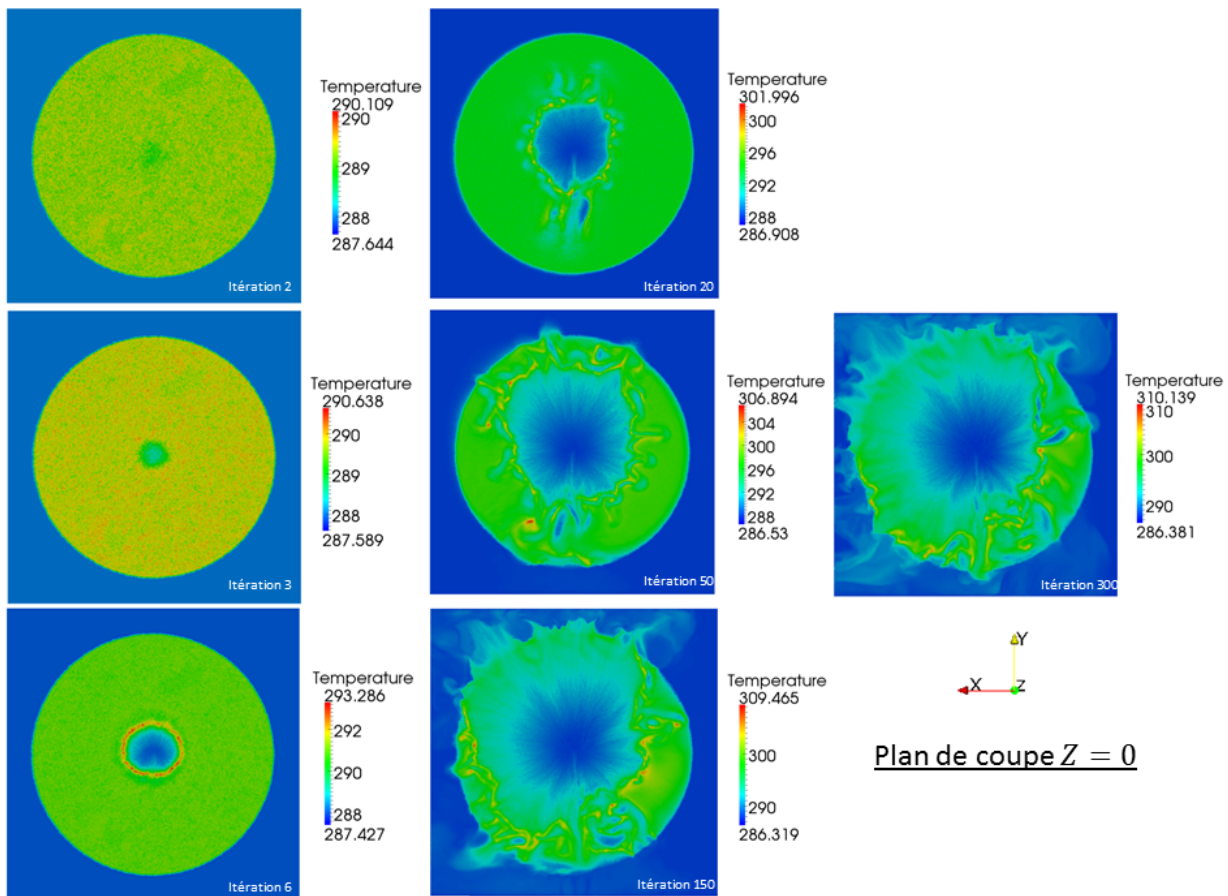 Temperature
290.109
290
289
288
287.644
Itération 2
Temperature
301.996
300
296
292
288
286.908
Itération 20
Temperature
290.638
290
289
288
287.589
Itération 3
Temperature
306.894
304
300
296
292
288
286.53
Itération 50
Temperature
310.139
310
300
290
286.381
Itération 300
Temperature
293.286
292
290
288
287.427
Itération 6
Temperature
309.465
300
290
286.319
Itération 150
Y
X
Z
Plan de coupe Z = 0